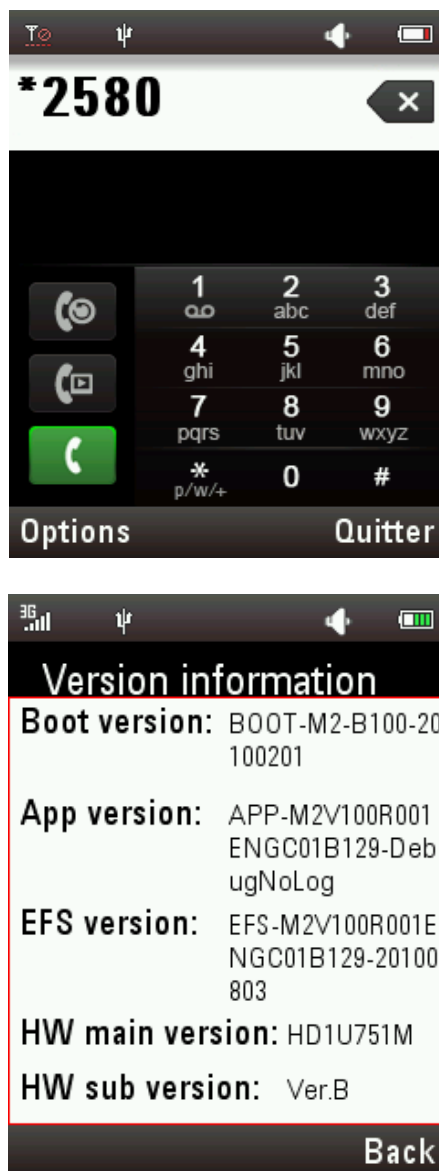 *2580
1 2 3
abc def
4 5 6
ghi jkl mno
7 8 9
pqrs tuv wxyz
* 0 #
p/w/+
Options Quitter
3G
Version information
Boot version: BOOT-M2-B100-20
100201
App version: APP-M2V100R001
ENGC01B129-Deb
ugNoLog
EFS version: EFS-M2V100R001E
NGC01B129-20100
803
HW main version: HD1U751M
HW sub version: Ver.B
Back